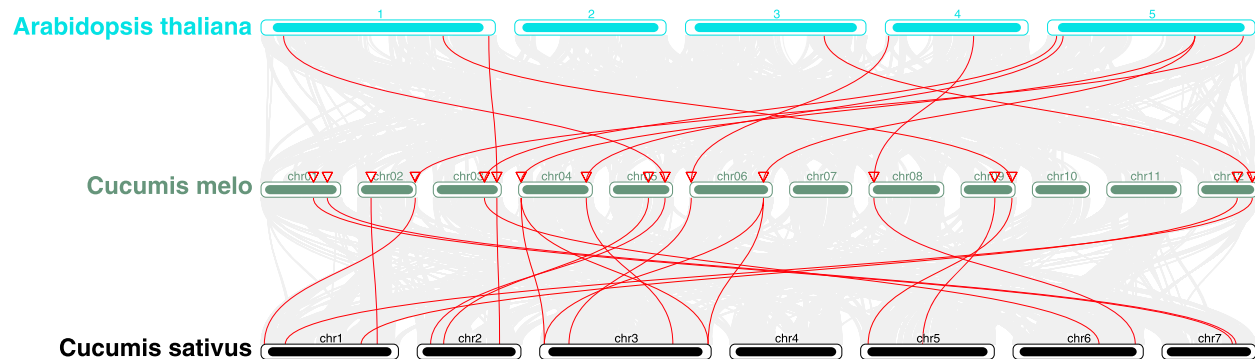 Arabidopsis thaliana 1 2 3 4 5
Cucumis melo chr02 chr03 chr04 chr06 chr07 chr08 chr10 chr11
Cucumis sativus chr1 chr2 chr3 chr4 chr5 chr6 chr7